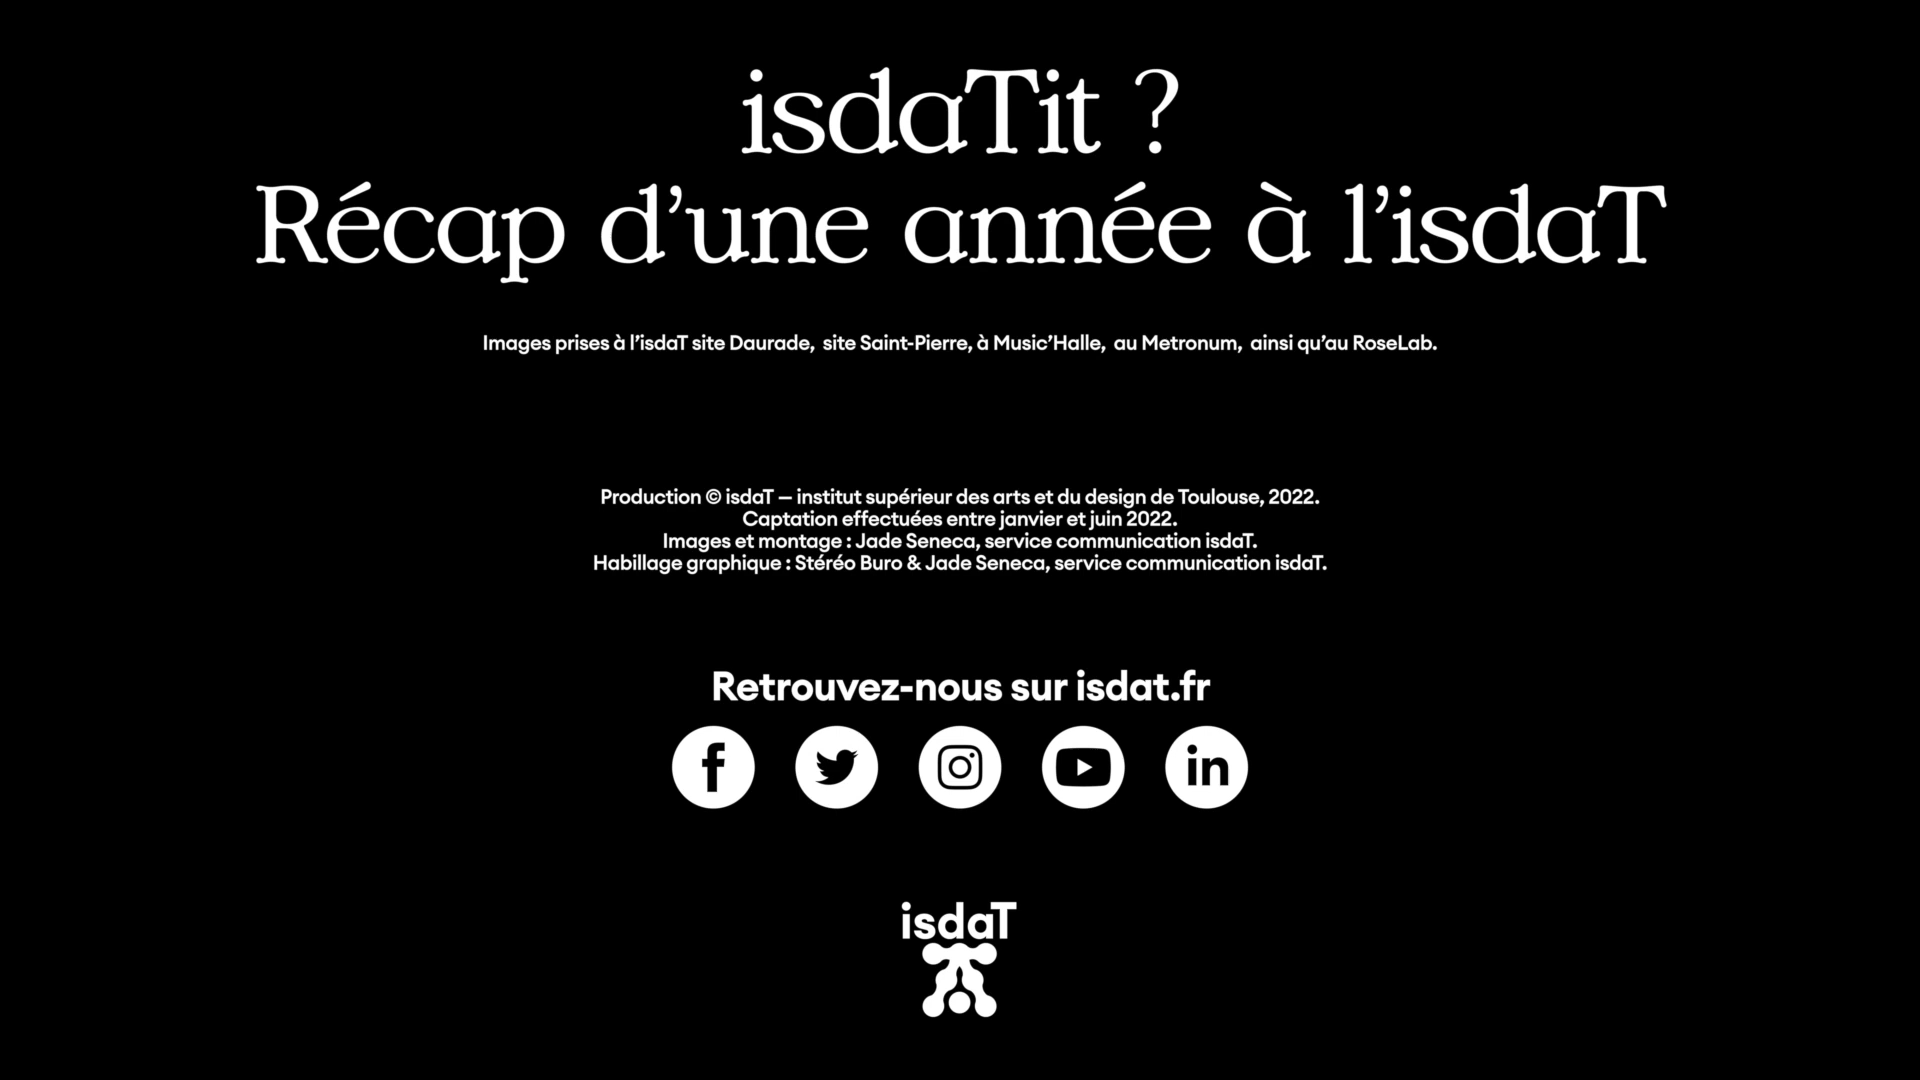 isdaTit ?
Récap d’une année à l’isdaT
Images prises à l’isdaT site Daurade, site Saint-Pierre, à Music’Halle, au Metronum, ainsi qu’au RoseLab.
Production © isdaT — institut supérieur des arts et du design de Toulouse, 2022.
Captation effectuées entre janvier et juin 2022.
Images et montage : Jade Seneca, service communication isdaT.
Habillage graphique : Stéréo Buro & Jade Seneca, service communication isdaT.
Retrouvez-nous sur isdat.fr
isdaT